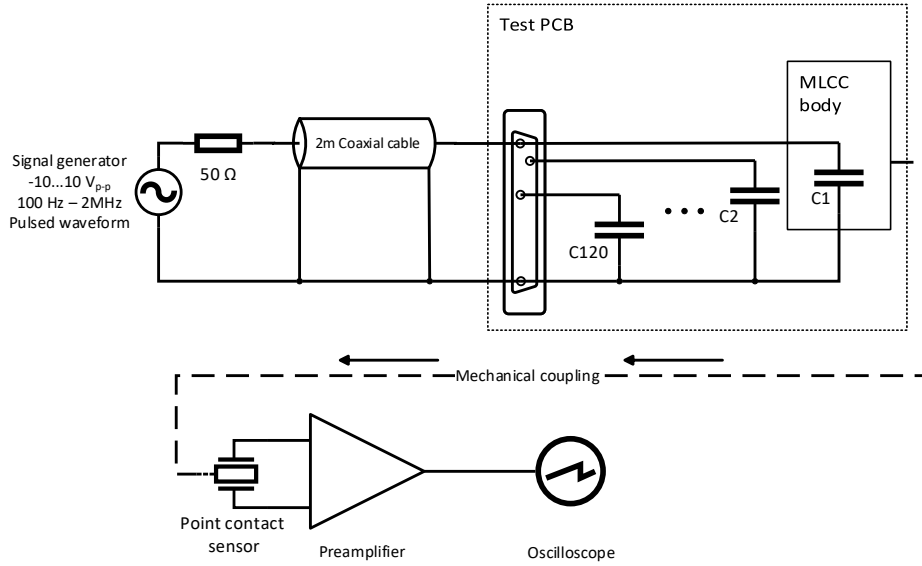 Test PCB
MLCC
body
2m Coaxial cable
Signal generator
-10...10 Vp-p
100 Hz – 2MHz
Pulsed waveform
50 Ω
C1
C2
C120
Mechanical coupling
Point contact
sensor
Preamplifier
Oscilloscope